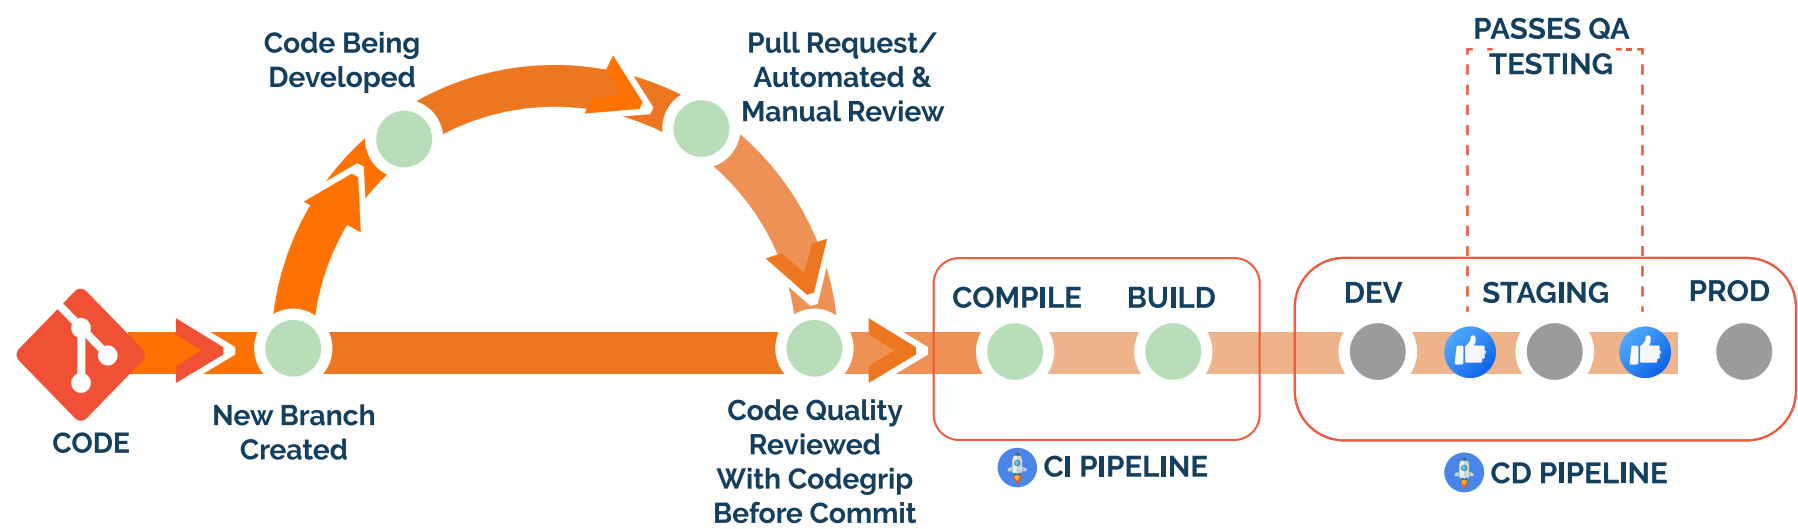 Code Being
Developed
Pull Request/
Automated &
Manual Review
PASSES QA
TESTING
CODE
New Branch
Created
Code Quality
Reviewed
With Codegrip
Before Commit
COMPILE
BUILD
CI PIPELINE
DEV
STAGING
PROD
CD PIPELINE